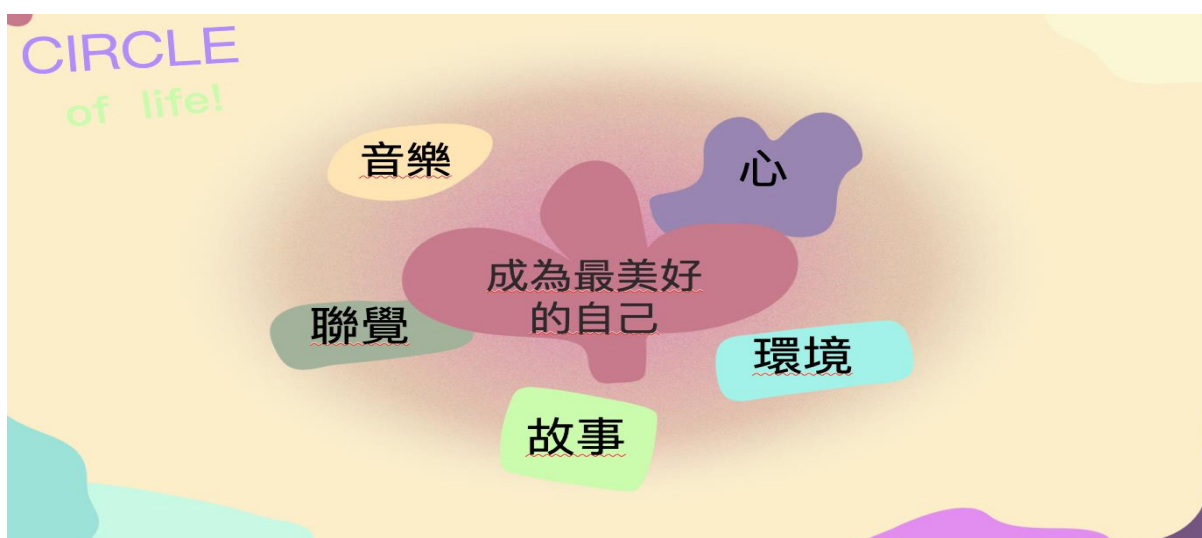 CIRCLE
of life!
音樂
心
成為最美好
的自己
聯覺
環境
故事